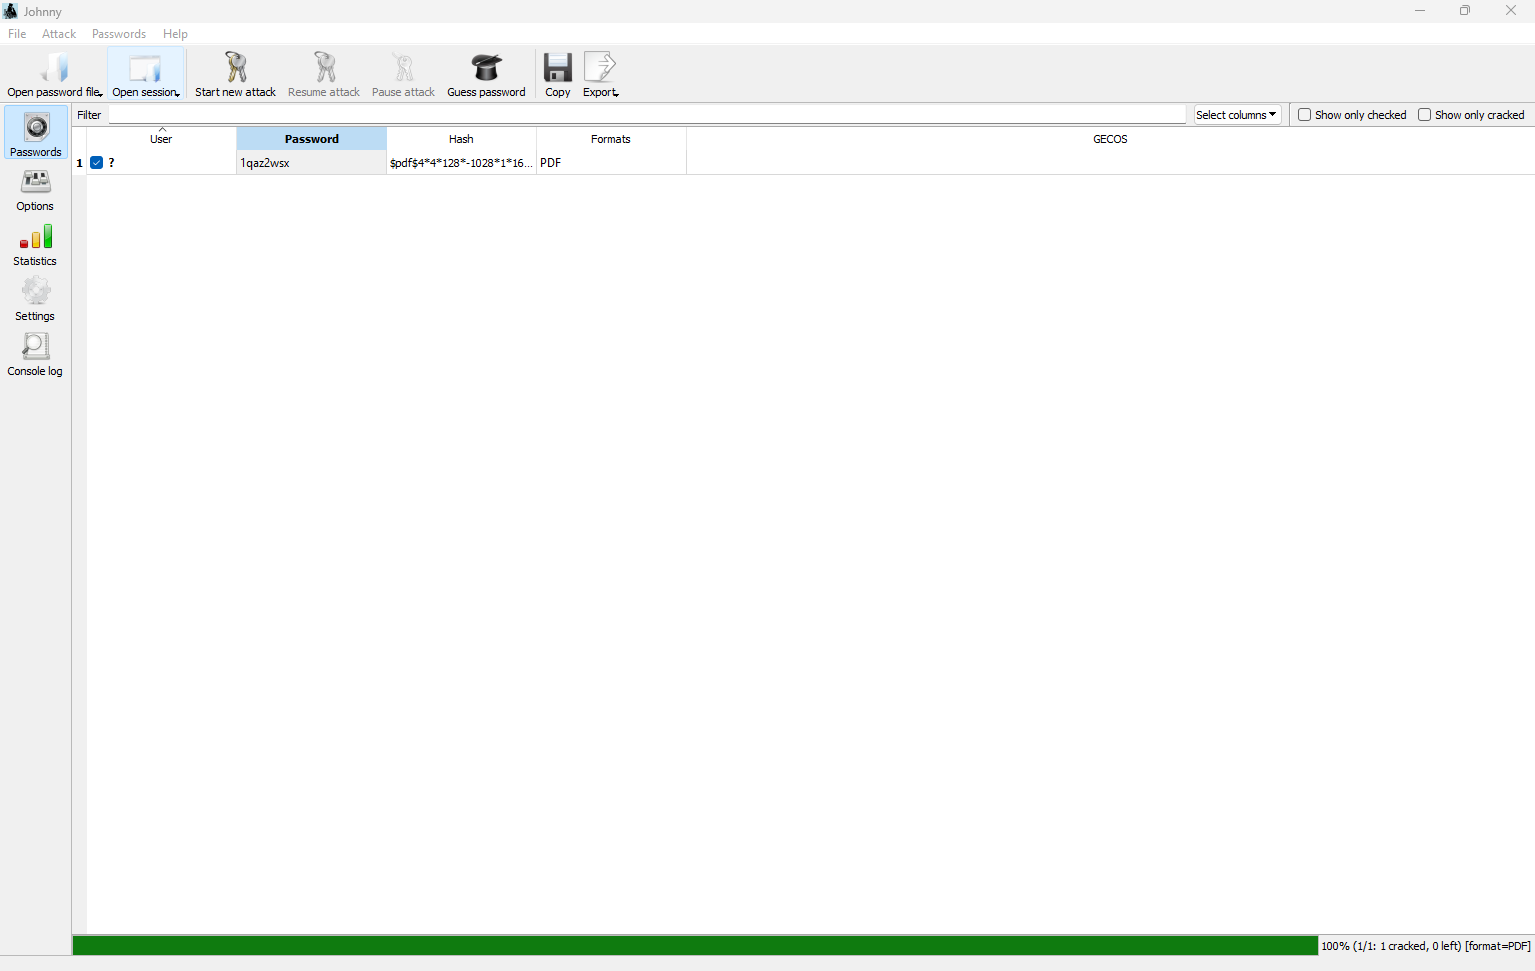 Johnny
File Attack Passwords Help
Open password file Open session Start new attack Resume attack Pause attack Guess password Copy Export
Passwords
Options
Statistics
Settings
Console log
Filter Select columns Show only checked Show only cracked
User Password Hash Formats GECOS
1 ? 1qaz2wsx $pdf$4*4*128*-1028*1*16... PDF
100% (1/1: 1 cracked, 0 left) [format=PDF]